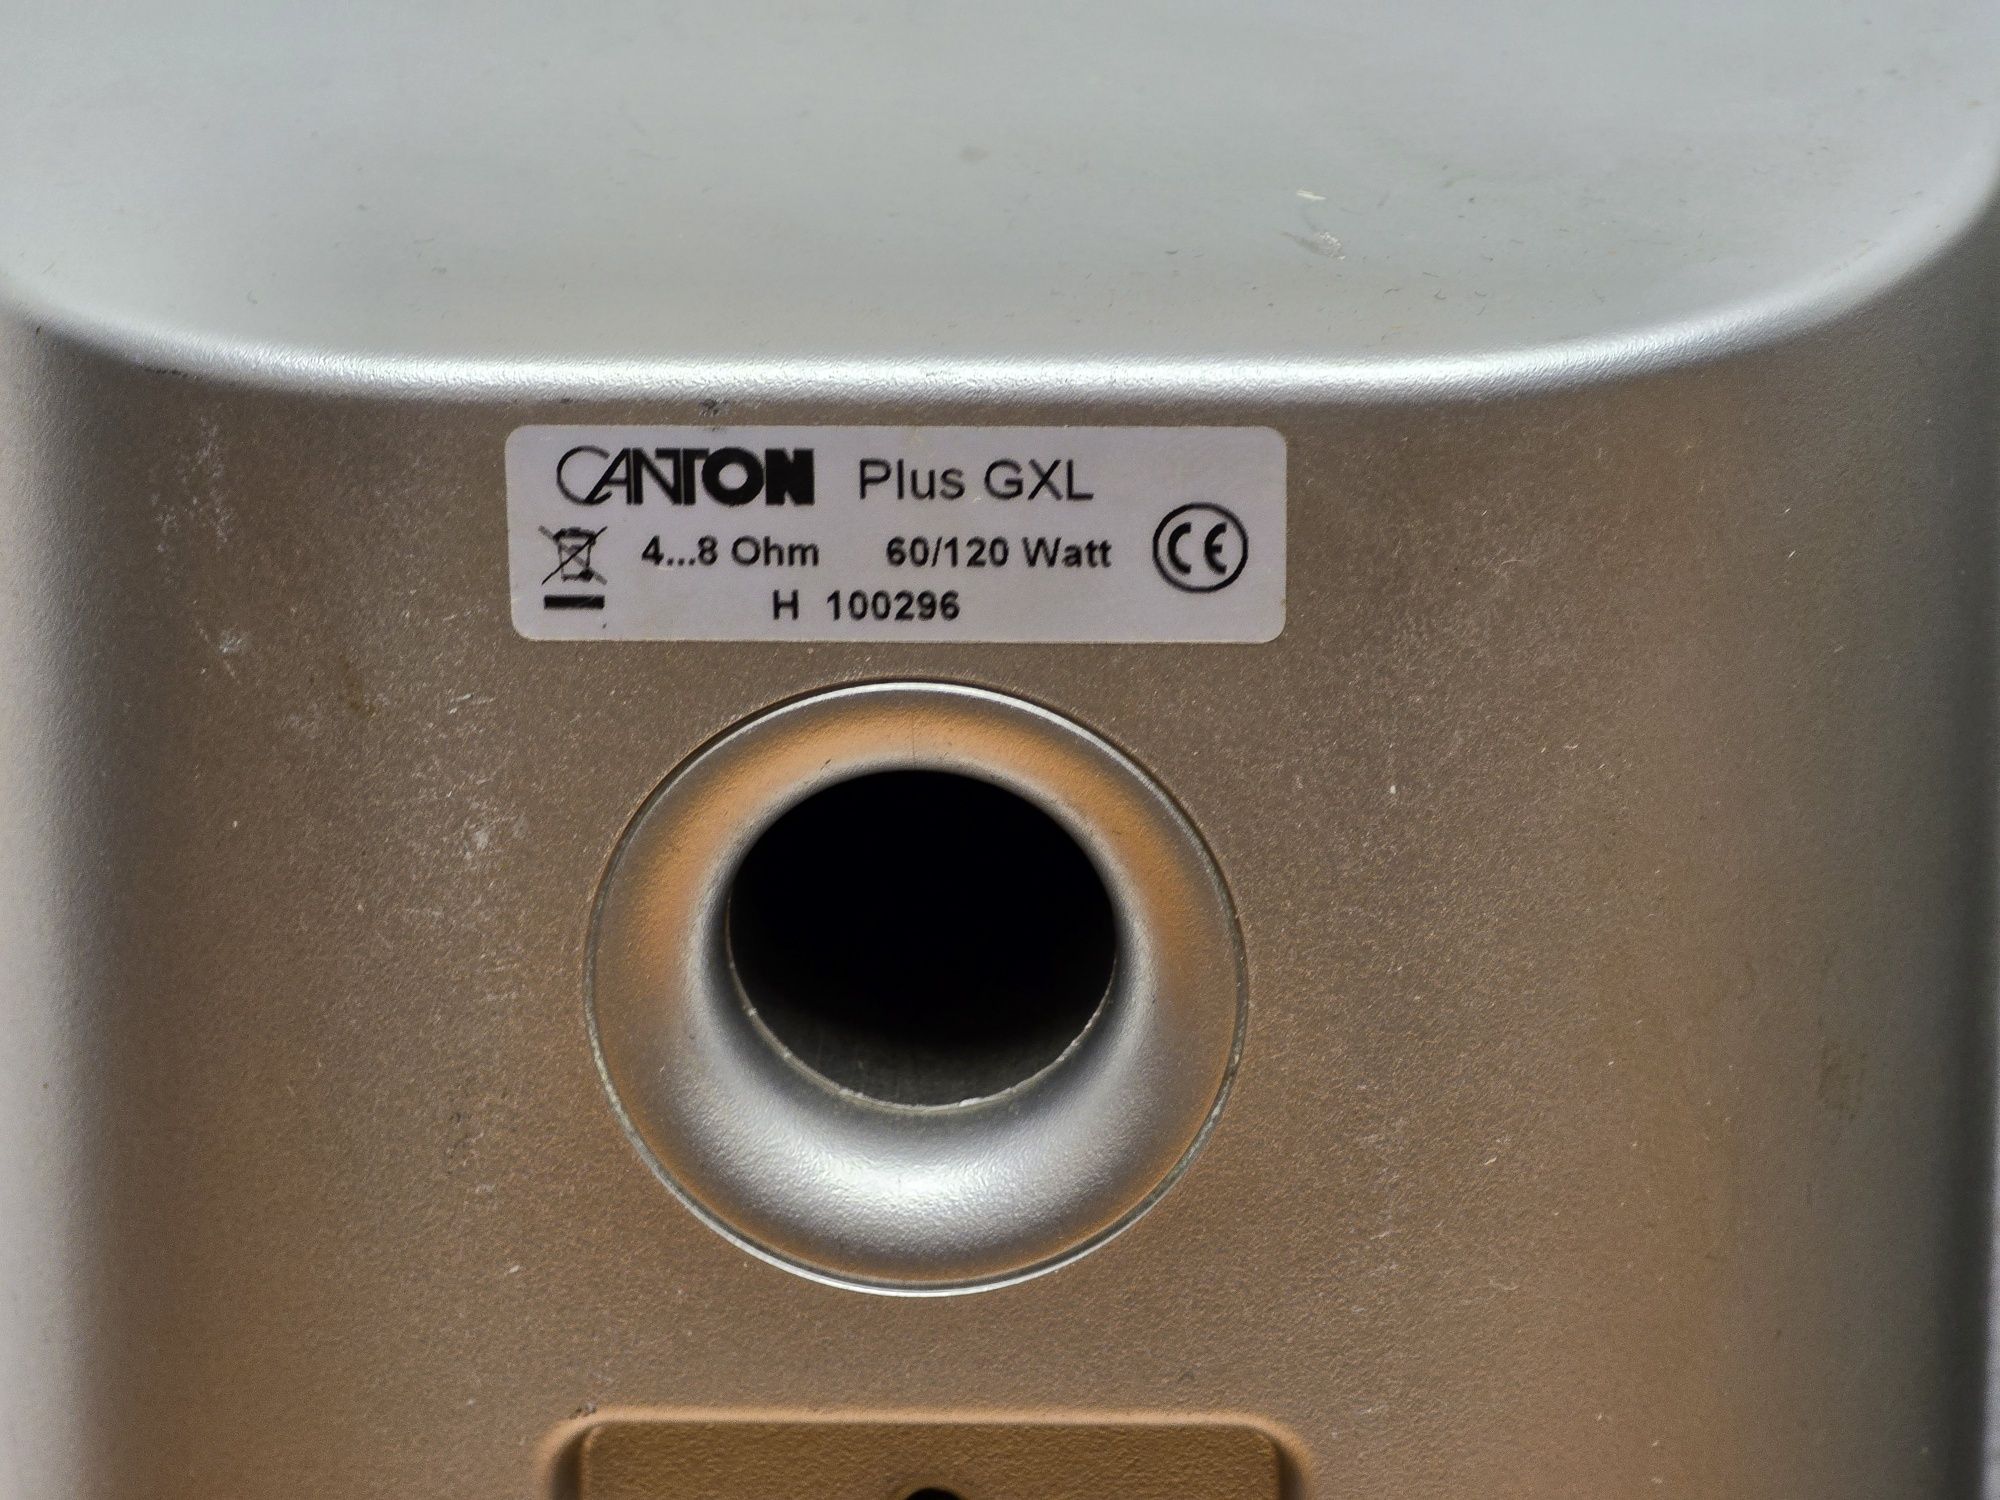 CANTON Plus GXL
4...8 Ohm 60/120 Watt CE
H 100296